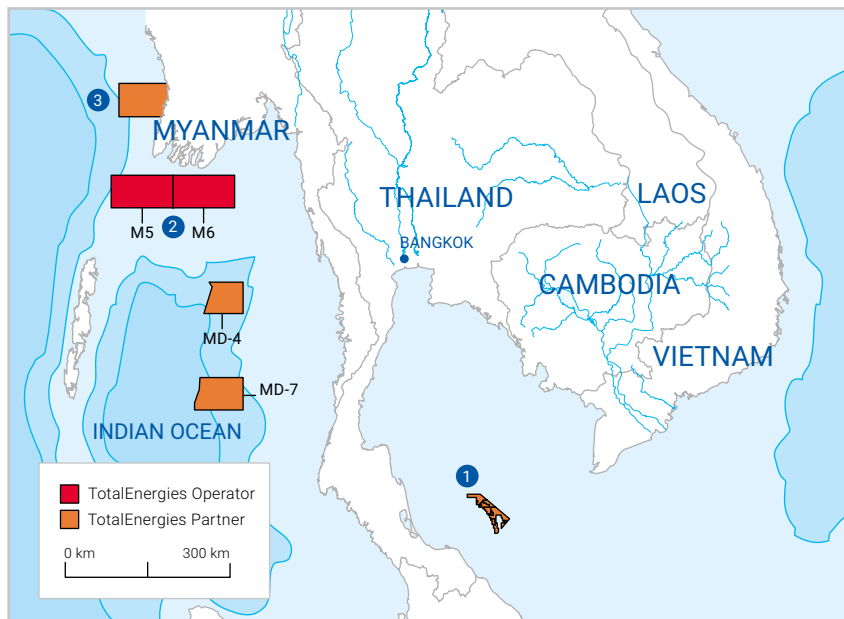 3
MYANMAR
M5
2
M6
THAILAND
LAOS
BANGKOK
CAMBODIA
MD-4
VIETNAM
MD-7
INDIAN OCEAN
1
TotalEnergies Operator
TotalEnergies Partner
0 km 300 km